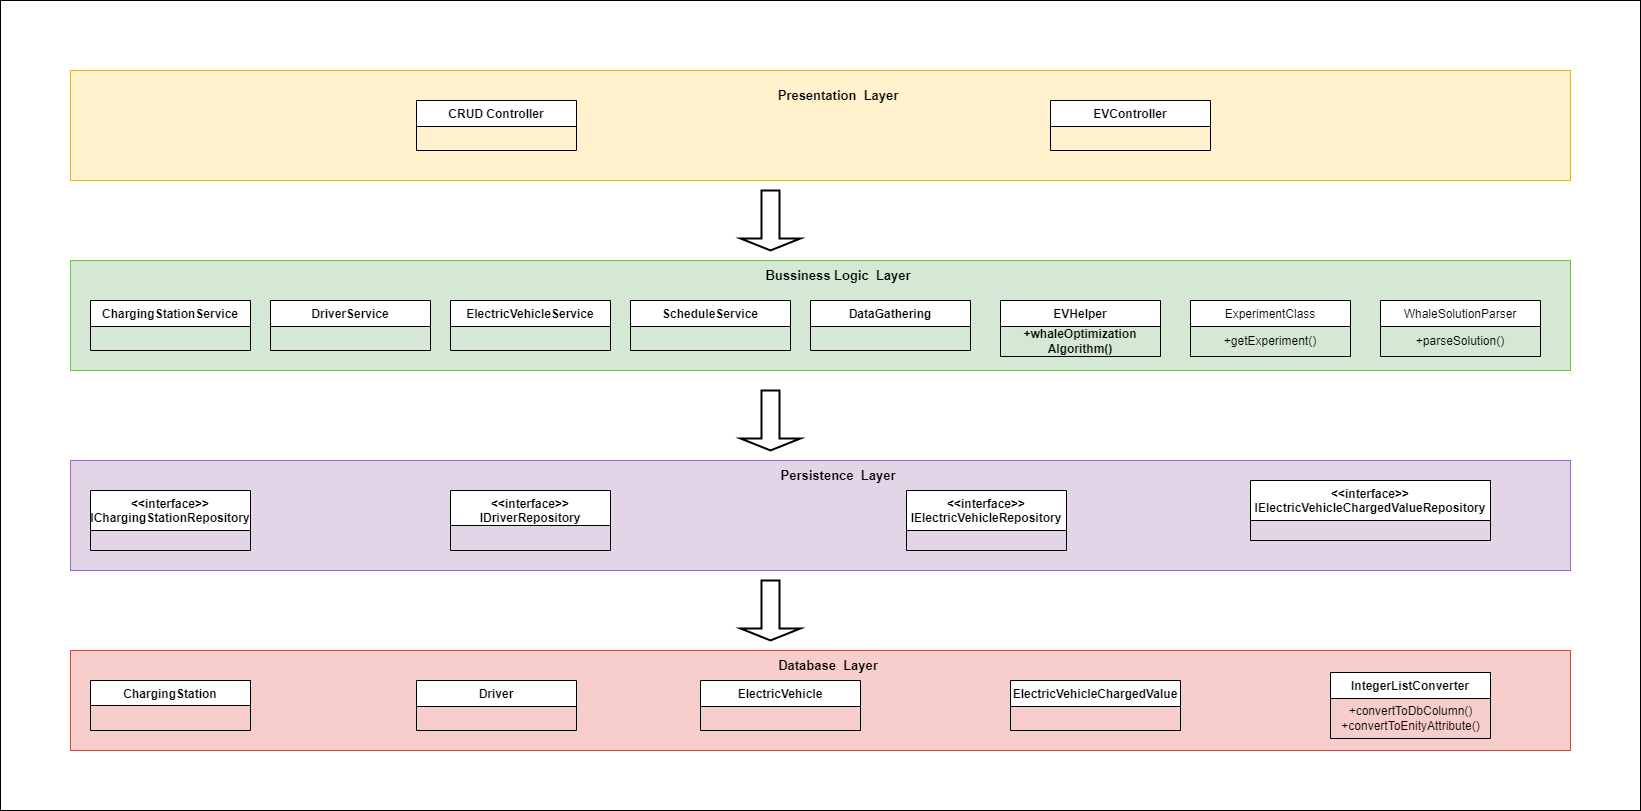 Presentation Layer
CRUD Controller
EVController
Bussiness Logic Layer
ChargingStationService
DriverService
ElectricVehicleService
ScheduleService
DataGathering
EVHelper
+whaleOptimization
Algorithm()
ExperimentClass
+getExperiment()
WhaleSolutionParser
+parseSolution()
Persistence Layer
<<interface>>
IChargingStationRepository
<<interface>>
IDriverRepository
<<interface>>
IElectricVehicleRepository
<<interface>>
IElectricVehicleChargedValueRepository
Database Layer
ChargingStation
Driver
ElectricVehicle
ElectricVehicleChargedValue
IntegerListConverter
+convertToDbColumn()
+convertToEnityAttribute()